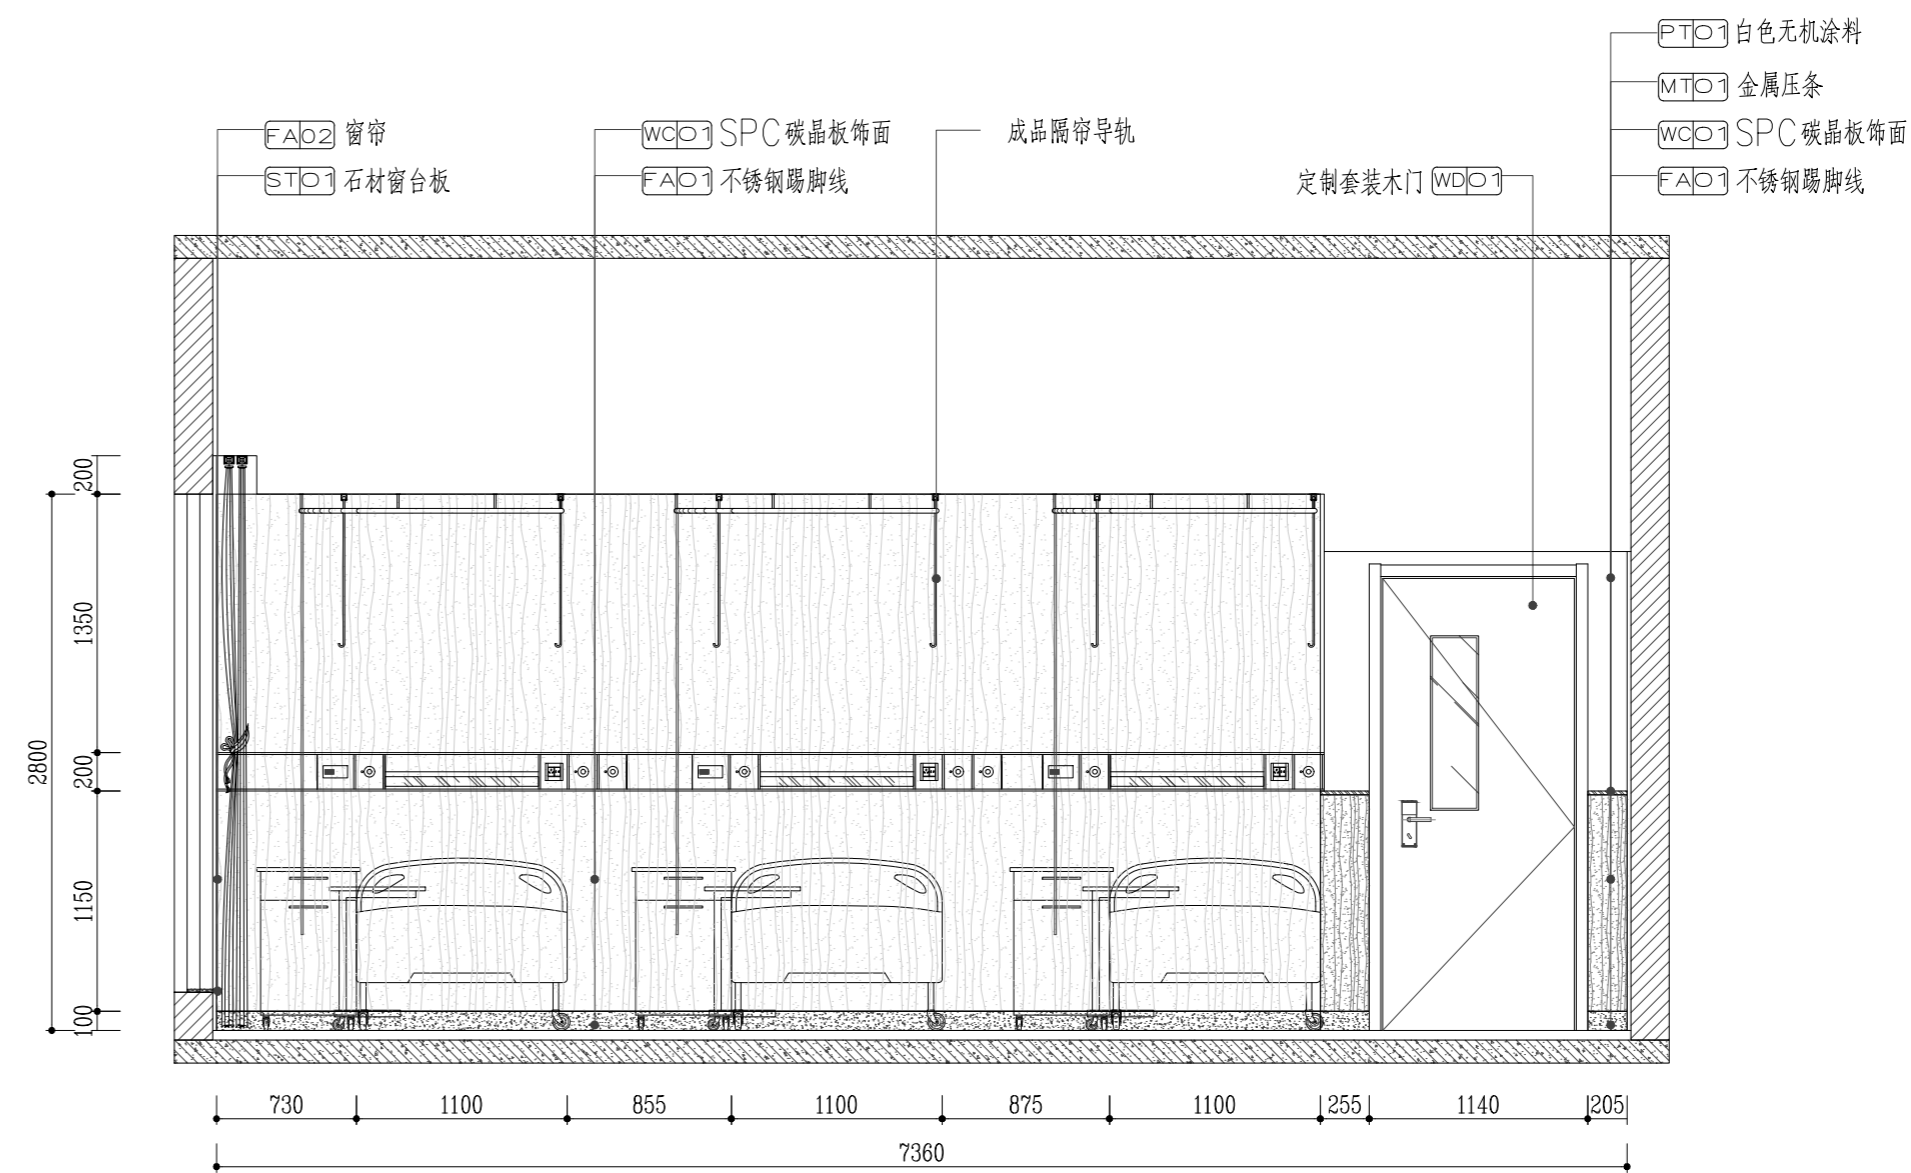 PT01 白色无机涂料
MT01 金属压条
FA02 窗帘
WC01 SPC碳晶板饰面
成品隔帘导轨
WC01 SPC碳晶板饰面
ST01 石材窗台板
FA01 不锈钢踢脚线
定制套装木门 WD01
FA01 不锈钢踢脚线
200
1350
2800
200
1150
100
730 1100 855 1100 875 1100 255 1140 205
7360